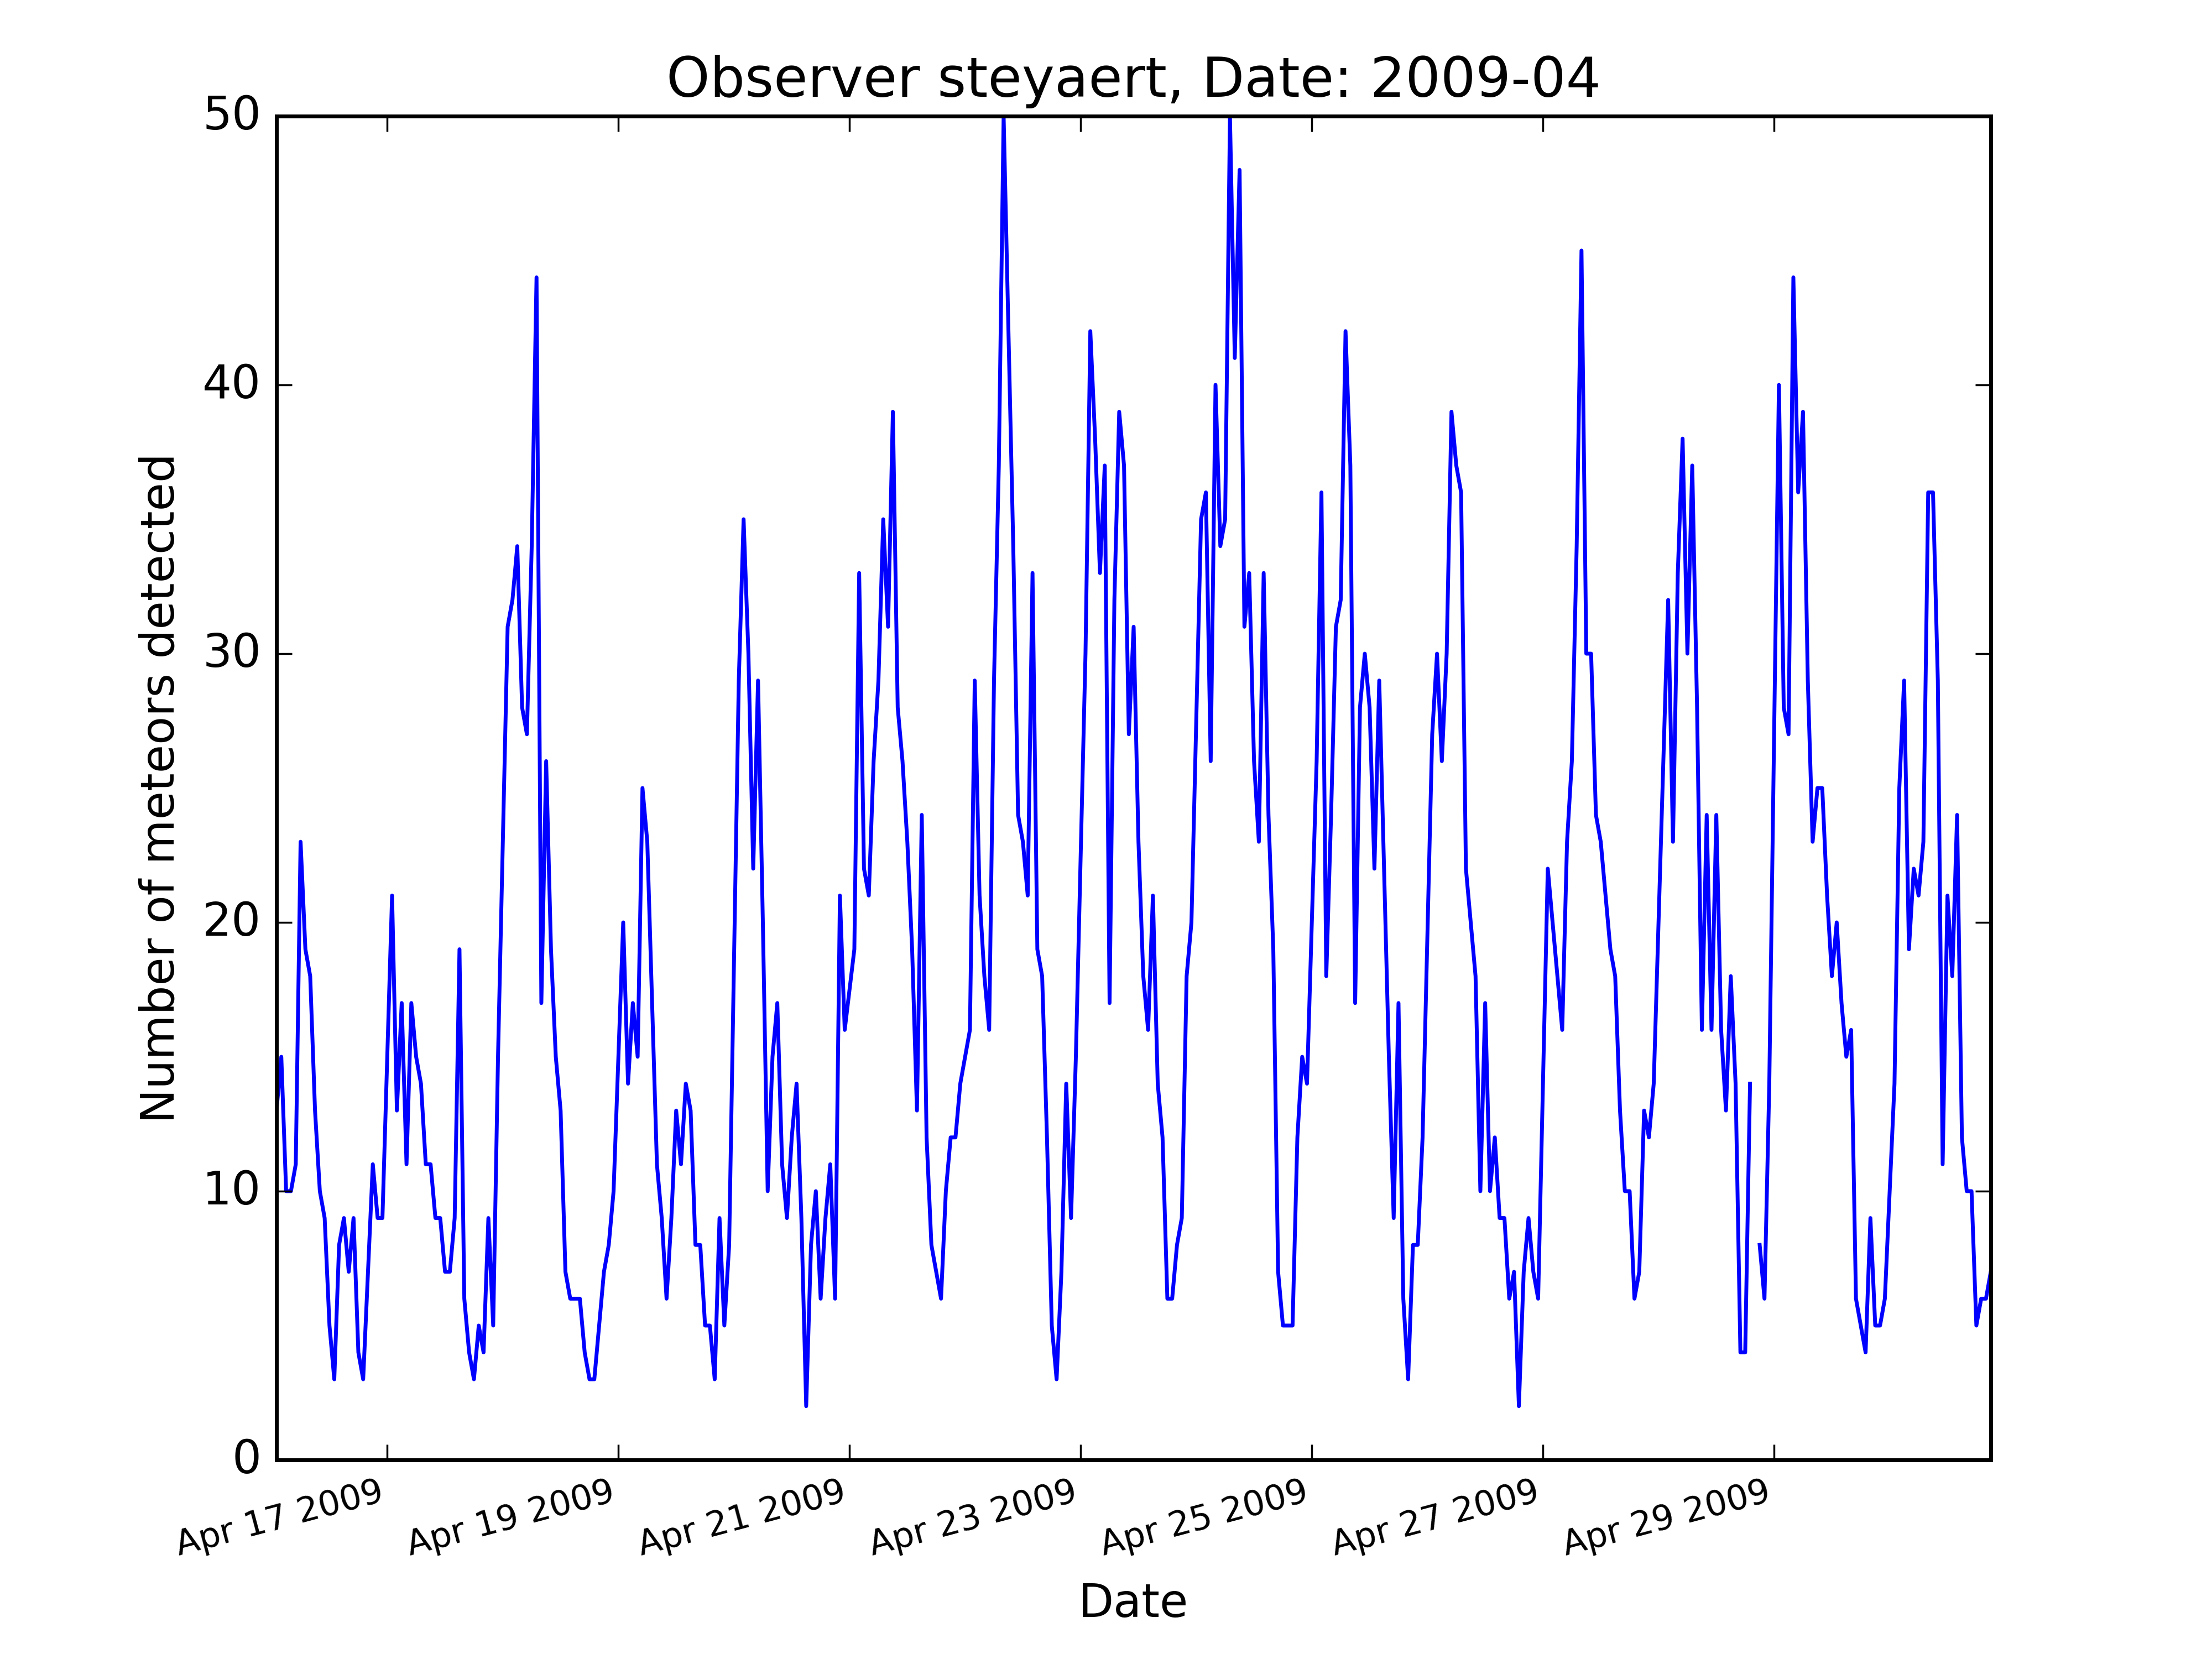 Observer steyaert, Date: 2009-04
50
40
30
20
10
0
Number of meteors detected
Apr 17 2009
Apr 19 2009
Apr 21 2009
Apr 23 2009
Apr 25 2009
Apr 27 2009
Apr 29 2009
Date